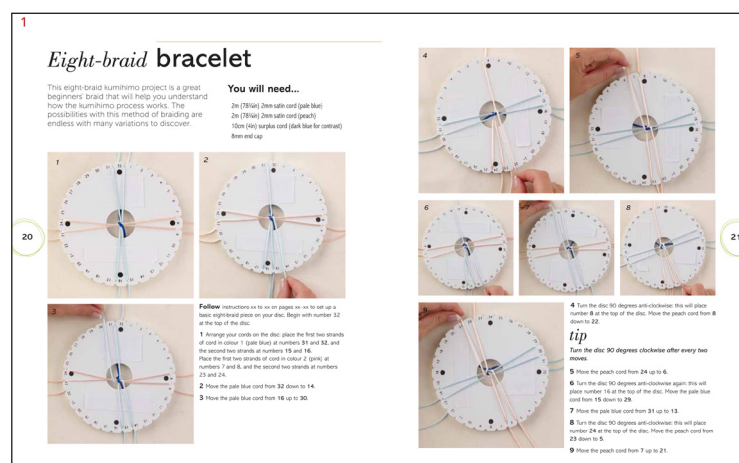 1
Eight-braid bracelet
This eight-braid kumihimo project is a great
beginners' braid that will help you understand
how the kumihimo process works. The
possibilities with this method of braiding are
endless with many variations to discover.
You will need...
2m (78¾in) 2mm satin cord (pale blue)
2m (78¾in) 2mm satin cord (peach)
10cm (4in) surplus cord (dark blue for contrast)
8mm end cap
1
2
20
3
Follow instructions xx to xx on pages xx–xx to set up a
basic eight-braid piece on your disc. Begin with number 32
at the top of the disc.
1 Arrange your cords on the disc: place the first two strands
of cord in colour 1 (pale blue) at numbers 31 and 32, and
the second two strands at numbers 15 and 16.
Place the first two strands of cord in colour 2 (pink) at
numbers 7 and 8, and the second two strands at numbers
23 and 24.
2 Move the pale blue cord from 32 down to 14.
3 Move the pale blue cord from 16 up to 30.
4
5
6
7
8
21
9
4 Turn the disc 90 degrees anti-clockwise: this will place
number 8 at the top of the disc. Move the peach cord from 8
down to 22.
tip
Turn the disc 90 degrees clockwise after every two
moves.
5 Move the peach cord from 24 up to 6.
6 Turn the disc 90 degrees anti-clockwise again: this will
place number 16 at the top of the disc. Move the pale blue
cord from 15 down to 29.
7 Move the pale blue cord from 31 up to 13.
8 Turn the disc 90 degrees anti-clockwise: this will place
number 24 at the top of the disc. Move the peach cord from
23 down to 5.
9 Move the peach cord from 7 up to 21.